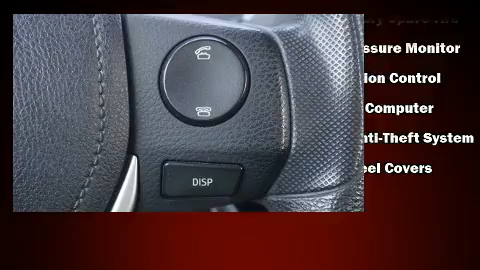 ssure Monitor
ion Control
Computer
nti-Theft System
eel Covers
DISP